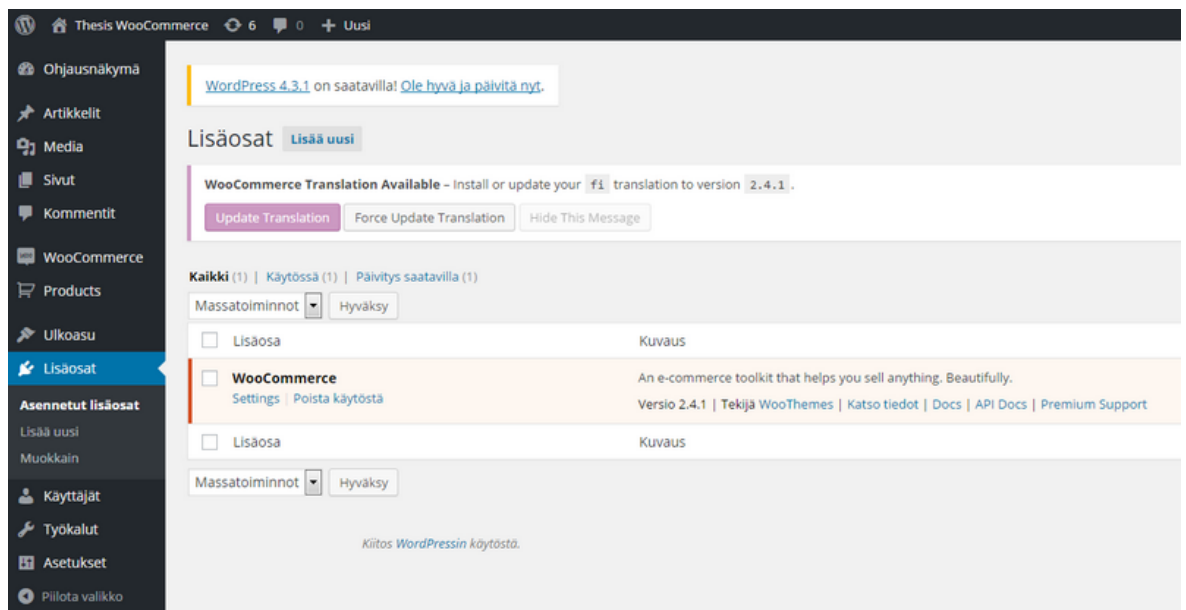 Thesis WooCommerce 6 0 + Uusi
Ohjausnäkymä
Artikkelit
Media
Sivut
Kommentit
WooCommerce
Products
Ulkoasu
Lisäosat
Asennetut lisäosat
Lisää uusi
Muokkain
Käyttäjät
Työkalut
Asetukset
Piilota valikko
WordPress 4.3.1 on saatavilla! Ole hyvä ja päivitä nyt.
Lisäosat Lisää uusi
WooCommerce Translation Available – Install or update your fi translation to version 2.4.1 .
Update Translation Force Update Translation Hide This Message
Kaikki (1) | Käytössä (1) | Päivitys saatavilla (1)
Massatoiminnot Hyväksy
Lisäosa Kuvaus
WooCommerce An e-commerce toolkit that helps you sell anything. Beautifully.
Settings | Poista käytöstä Versio 2.4.1 | Tekijä WooThemes | Katso tiedot | Docs | API Docs | Premium Support
Lisäosa Kuvaus
Massatoiminnot Hyväksy
Kiitos WordPressin käytöstä.